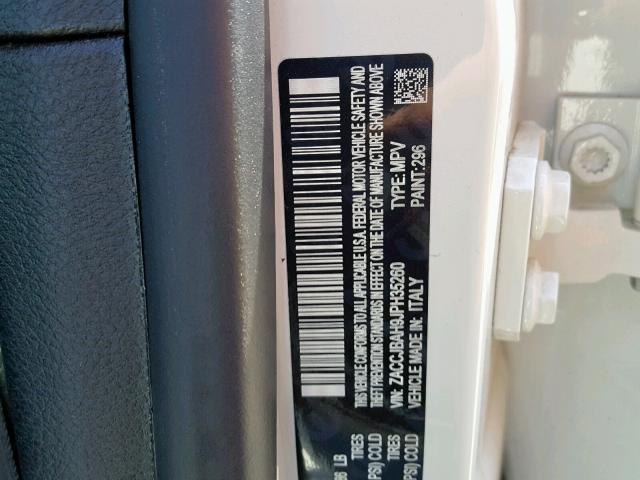 THIS VEHICLE CONFORMS TO ALL APPLICABLE U.S.A. FEDERAL MOTOR VEHICLE SAFETY AND
THEFT PREVENTION STANDARDS IN EFFECT ON THE DATE OF MANUFACTURE SHOWN ABOVE
VIN: ZACCJBAH9JPH35260 TYPE: MPV
VEHICLE MADE IN: ITALY PAINT: 296
LB
TIRES
PSI) COLD
TIRES
PSI) COLD